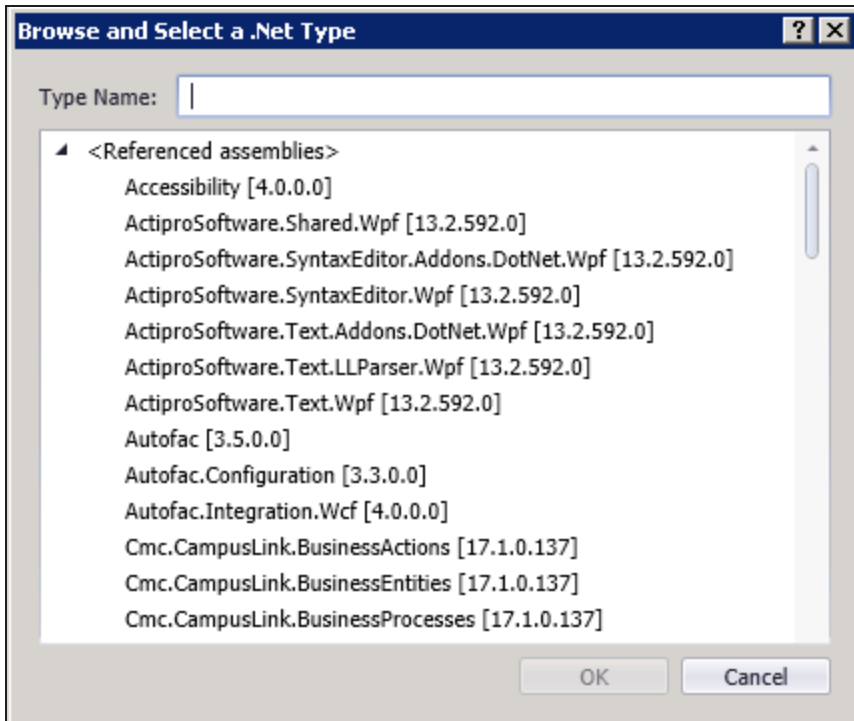 Browse and Select a .Net Type
Type Name:
<Referenced assemblies>
Accessibility [4.0.0.0]
ActiproSoftware.Shared.Wpf [13.2.592.0]
ActiproSoftware.SyntaxEditor.Addons.DotNet.Wpf [13.2.592.0]
ActiproSoftware.SyntaxEditor.Wpf [13.2.592.0]
ActiproSoftware.Text.Addons.DotNet.Wpf [13.2.592.0]
ActiproSoftware.Text.LLParser.Wpf [13.2.592.0]
ActiproSoftware.Text.Wpf [13.2.592.0]
Autofac [3.5.0.0]
Autofac.Configuration [3.3.0.0]
Autofac.Integration.Wcf [4.0.0.0]
Cmc.CampusLink.BusinessActions [17.1.0.137]
Cmc.CampusLink.BusinessEntities [17.1.0.137]
Cmc.CampusLink.BusinessProcesses [17.1.0.137]
OK Cancel